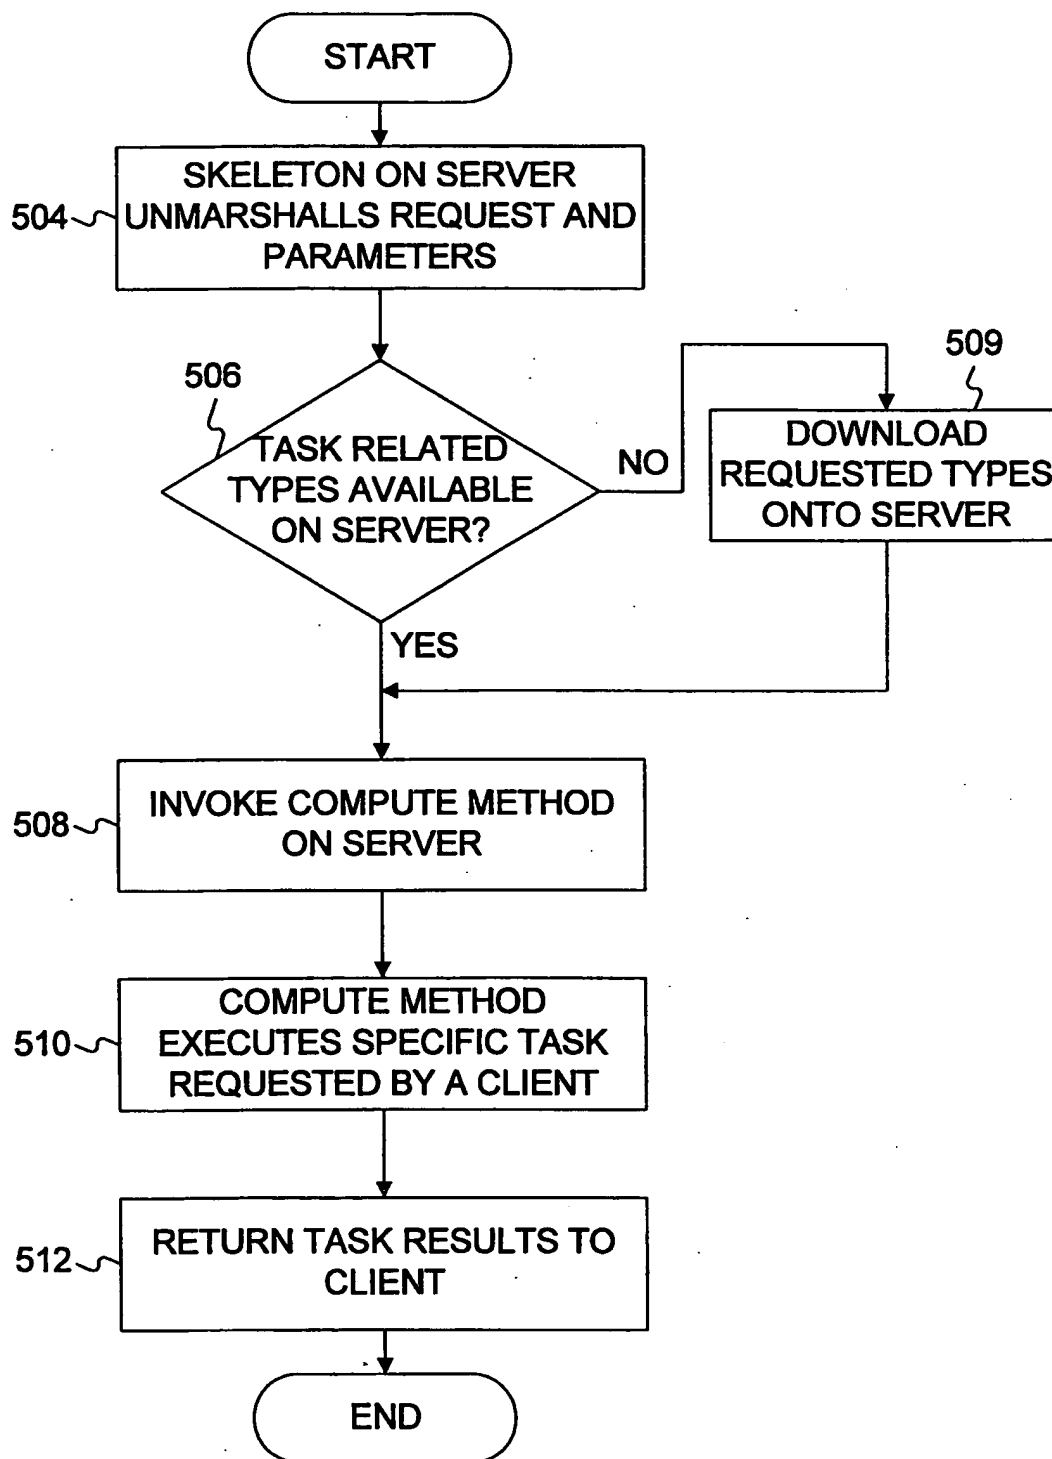 START
504
SKELETON ON SERVER
UNMARSHALLS REQUEST AND
PARAMETERS
506
TASK RELATED
TYPES AVAILABLE
ON SERVER?
NO
509
DOWNLOAD
REQUESTED TYPES
ONTO SERVER
YES
508
INVOKE COMPUTE METHOD
ON SERVER
510
COMPUTE METHOD
EXECUTES SPECIFIC TASK
REQUESTED BY A CLIENT
512
RETURN TASK RESULTS TO
CLIENT
END